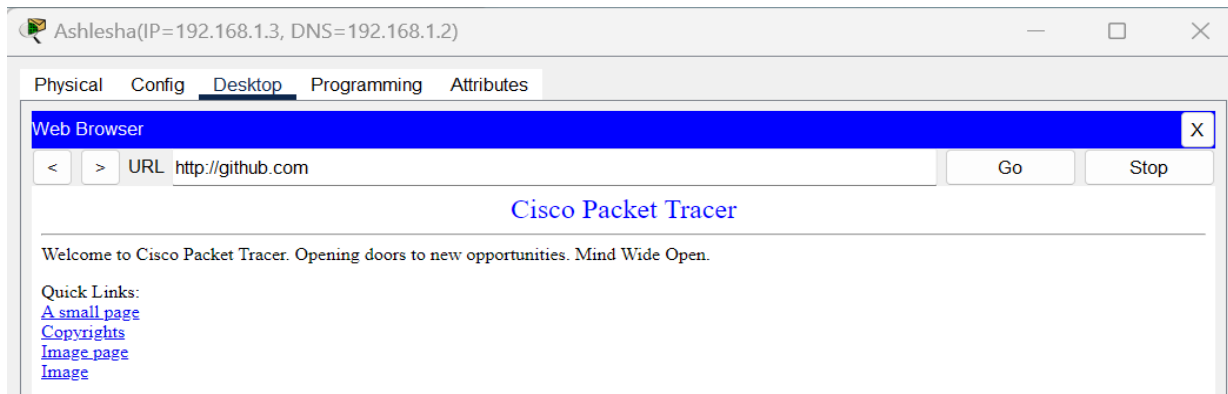 Ashlesha(IP=192.168.1.3, DNS=192.168.1.2)
Physical Config Desktop Programming Attributes
Web Browser X
< > URL http://github.com Go Stop
Cisco Packet Tracer
Welcome to Cisco Packet Tracer. Opening doors to new opportunities. Mind Wide Open.
Quick Links:
A small page
Copyrights
Image page
Image